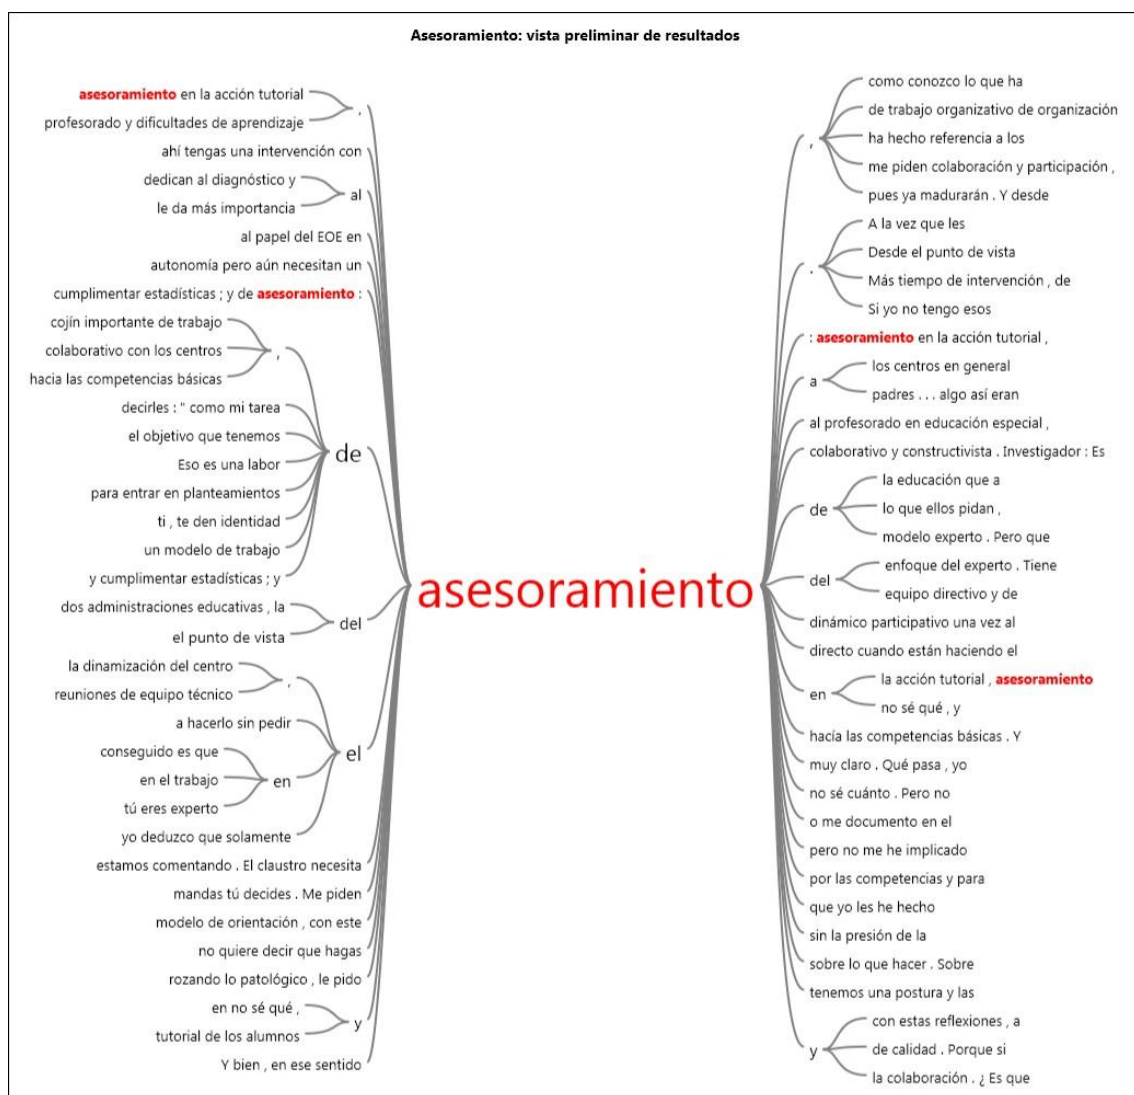 Asesoramiento: vista preliminar de resultados
asesoramiento en la acción tutorial
profesorado y dificultades de aprendizaje
,
ahí tengas una intervención con
dedican al diagnóstico y
le da más importancia
al
al papel del EOE en
autonomía pero aún necesitan un
cumplimentar estadísticas ; y de asesoramiento :
cojín importante de trabajo
colaborativo con los centros
hacia las competencias básicas
,
decirles : " como mi tarea
el objetivo que tenemos
Eso es una labor
de
para entrar en planteamientos
ti , te den identidad
un modelo de trabajo
y cumplimentar estadísticas ; y
dos administraciones educativas , la
el punto de vista
del
la dinamización del centro
reuniones de equipo técnico
,
a hacerlo sin pedir
el
conseguido es que
en el trabajo
tú eres experto
en
yo deduzco que solamente
estamos comentando . El claustro necesita
mandas tú decides . Me piden
modelo de orientación , con este
no quiere decir que hagas
rozando lo patológico , le pido
en no sé qué ,
tutorial de los alumnos
y
Y bien , en ese sentido
asesoramiento
,
como conozco lo que ha
de trabajo organizativo de organización
ha hecho referencia a los
me piden colaboración y participación ,
pues ya madurarán . Y desde
.
A la vez que les
Desde el punto de vista
Más tiempo de intervención , de
Si yo no tengo esos
: asesoramiento en la acción tutorial ,
a
los centros en general
padres . . . algo así eran
al profesorado en educación especial ,
colaborativo y constructivista . Investigador : Es
de
la educación que a
lo que ellos pidan ,
modelo experto . Pero que
del
enfoque del experto . Tiene
equipo directivo y de
dinámico participativo una vez al
directo cuando están haciendo el
en
la acción tutorial , asesoramiento
no sé qué , y
hacía las competencias básicas . Y
muy claro . Qué pasa , yo
no sé cuánto . Pero no
o me documento en el
pero no me he implicado
por las competencias y para
que yo les he hecho
sin la presión de la
sobre lo que hacer . Sobre
tenemos una postura y las
y
con estas reflexiones , a
de calidad . Porque si
la colaboración . ¿ Es que